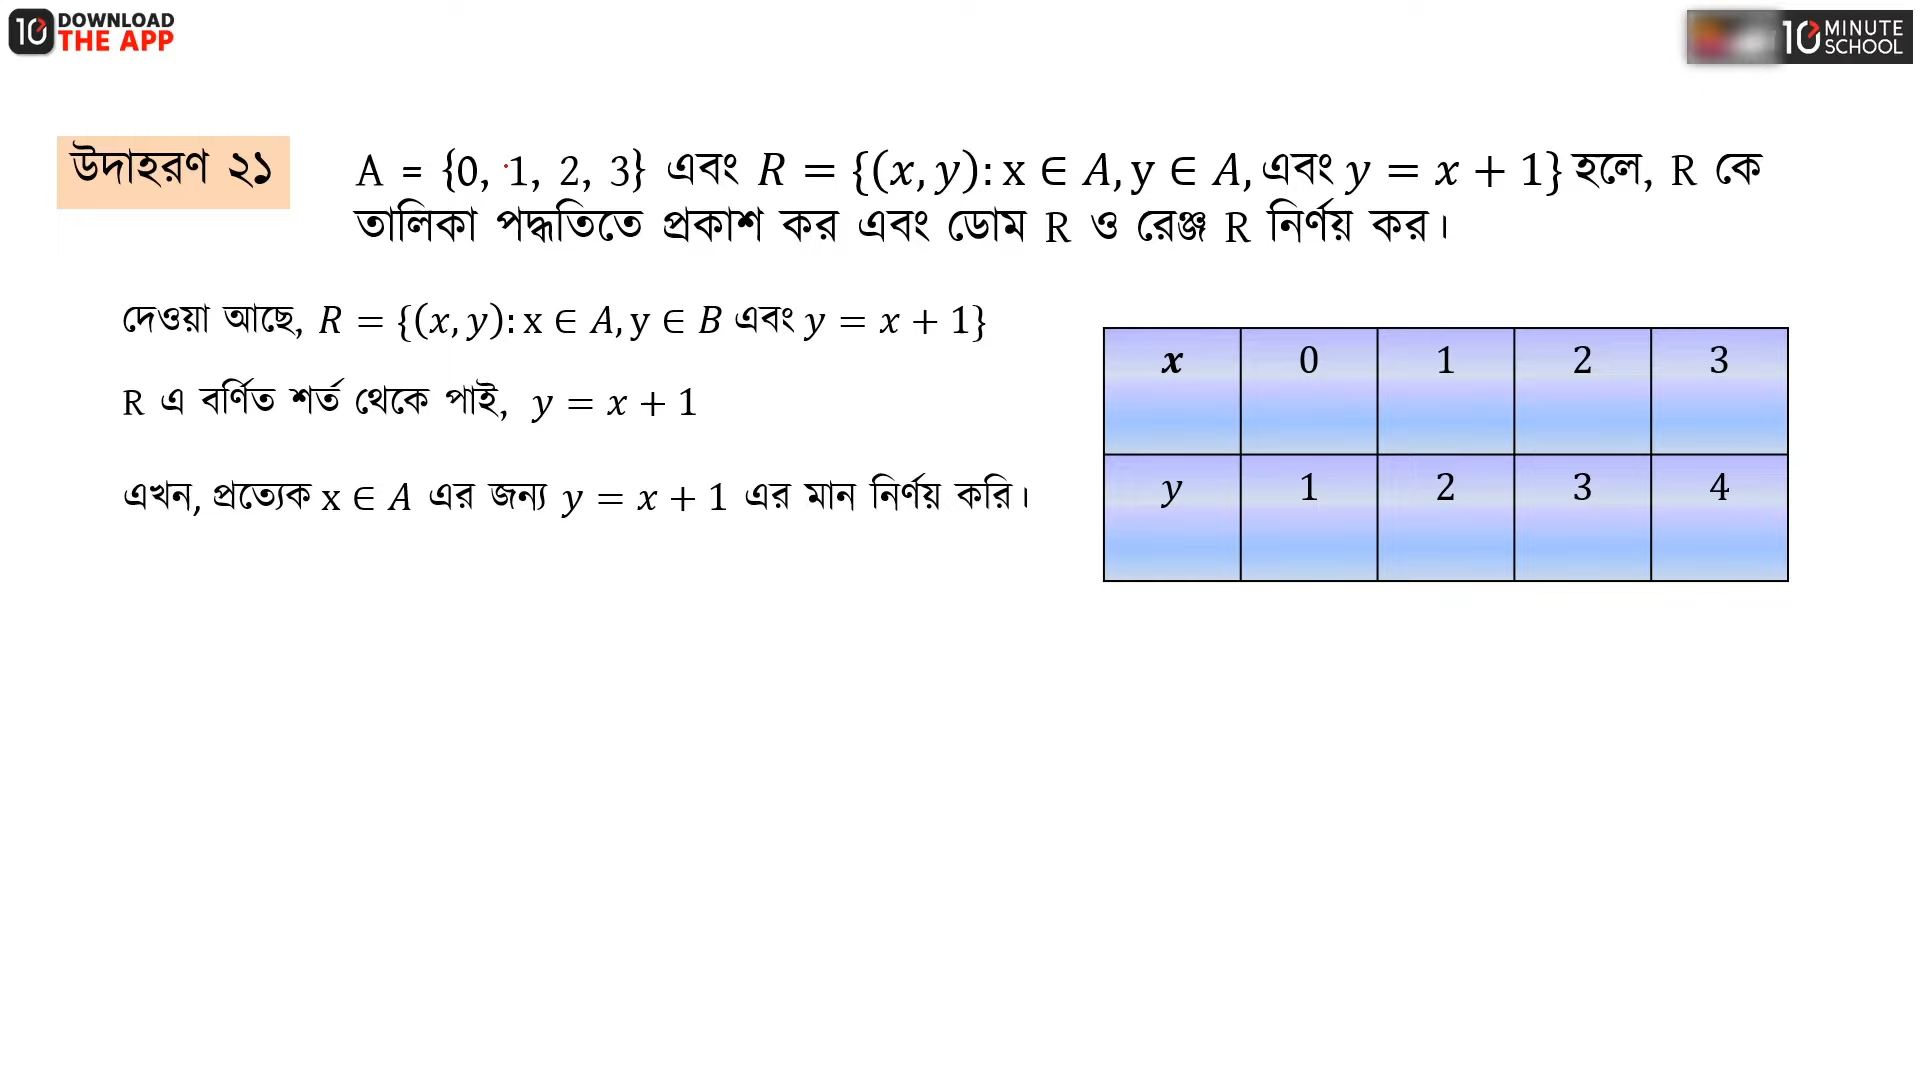 DOWNLOAD
THE APP
10 MINUTE
SCHOOL
উদাহরণ ২১
A = {0, 1, 2, 3} এবং R = {(x, y): x ∈ A, y ∈ A, এবং y = x + 1} হলে, R কে
তালিকা পদ্ধতিতে প্রকাশ কর এবং ডোম R ও রেঞ্জ R নির্ণয় কর।
দেওয়া আছে, R = {(x, y): x ∈ A, y ∈ B এবং y = x + 1}
R এ বর্ণিত শর্ত থেকে পাই, y = x + 1
এখন, প্রত্যেক x ∈ A এর জন্য y = x + 1 এর মান নির্ণয় করি।
x 0 1 2 3
y 1 2 3 4